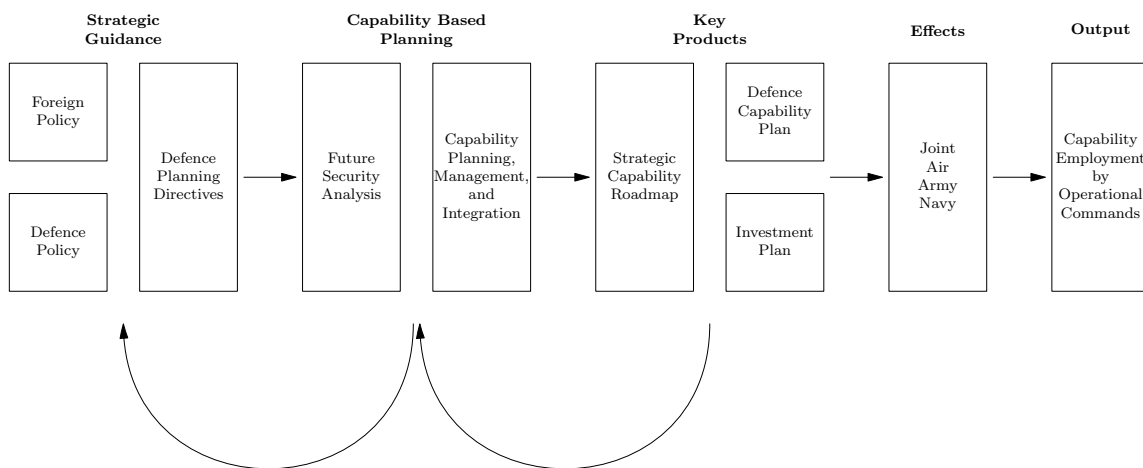 Strategic
Guidance
Capability Based
Planning
Key
Products
Effects
Output
Foreign
Policy
Defence
Policy
Defence
Planning
Directives
Future
Security
Analysis
Capability
Planning,
Management,
and
Integration
Strategic
Capability
Roadmap
Defence
Capability
Plan
Investment
Plan
Joint
Air
Army
Navy
Capability
Employment
by
Operational
Commands